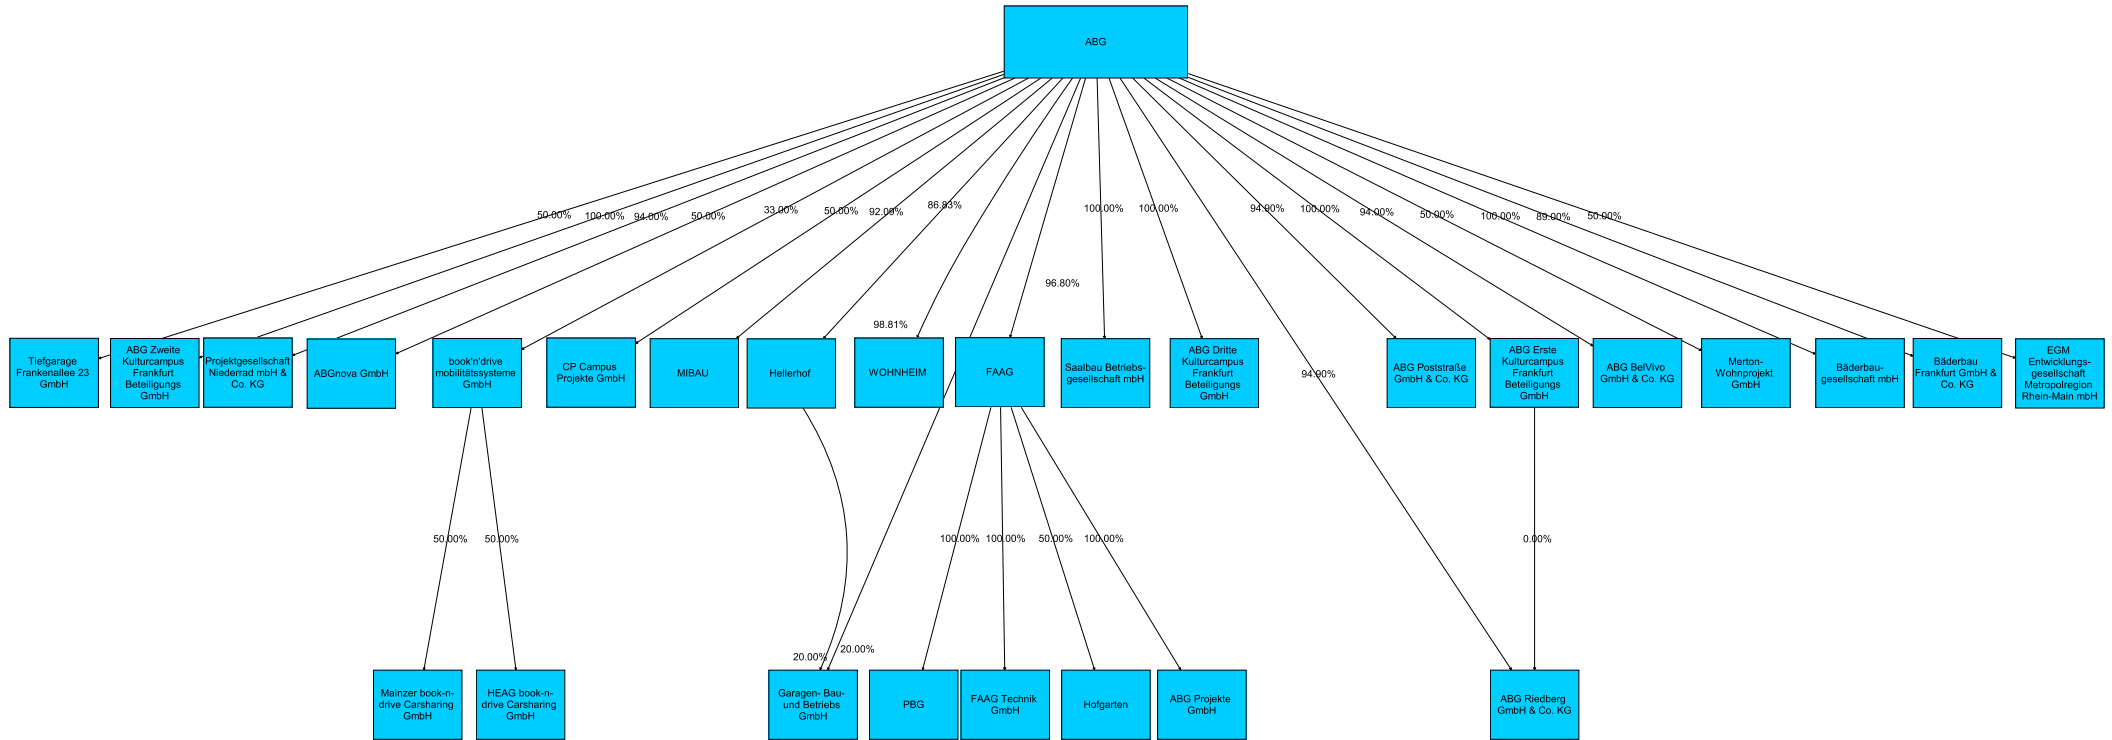 ABG
50.00%
100.00%
94.00%
50.00%
33.00%
50.00%
92.09%
86.83%
100.00%
100.00%
94.90%
100.00%
94.00%
50.00%
100.00%
89.00%
50.00%
96.80%
98.81%
Tiefgarage
Frankenallee 23
GmbH
ABG Zweite
Kulturcampus
Frankfurt
Beteiligungs
GmbH
Projektgesellschaft
Niederrad mbH &
Co. KG
ABGnova GmbH
book'n'drive
mobilitätssysteme
GmbH
CP Campus
Projekte GmbH
MIBAU
Hellerhof
WOHNHEIM
FAAG
Saalbau Betriebs-
gesellschaft mbH
ABG Dritte
Kulturcampus
Frankfurt
Beteiligungs
GmbH
94.90%
ABG Poststraße
GmbH & Co. KG
ABG Erste
Kulturcampus
Frankfurt
Beteiligungs
GmbH
ABG BelVivo
GmbH & Co. KG
Merton-
Wohnprojekt
GmbH
Bäderbau-
gesellschaft mbH
Bäderbau
Frankfurt GmbH &
Co. KG
EGM
Entwicklungs-
gesellschaft
Metropolregion
Rhein-Main mbH
50.00%
50.00%
100.00%
100.00%
50.00%
100.00%
0.00%
20.00%
20.00%
Mainzer book-n-
drive Carsharing
GmbH
HEAG book-n-
drive Carsharing
GmbH
Garagen- Bau-
und Betriebs
GmbH
PBG
FAAG Technik
GmbH
Hofgarten
ABG Projekte
GmbH
ABG Riedberg
GmbH & Co. KG